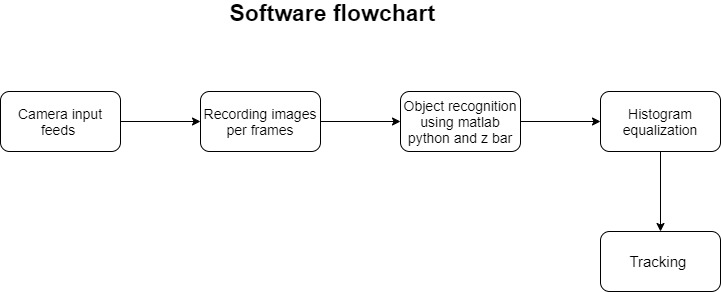 Software flowchart
Camera input
feeds
Recording images
per frames
Object recognition
using matlab
python and z bar
Histogram
equalization
Tracking